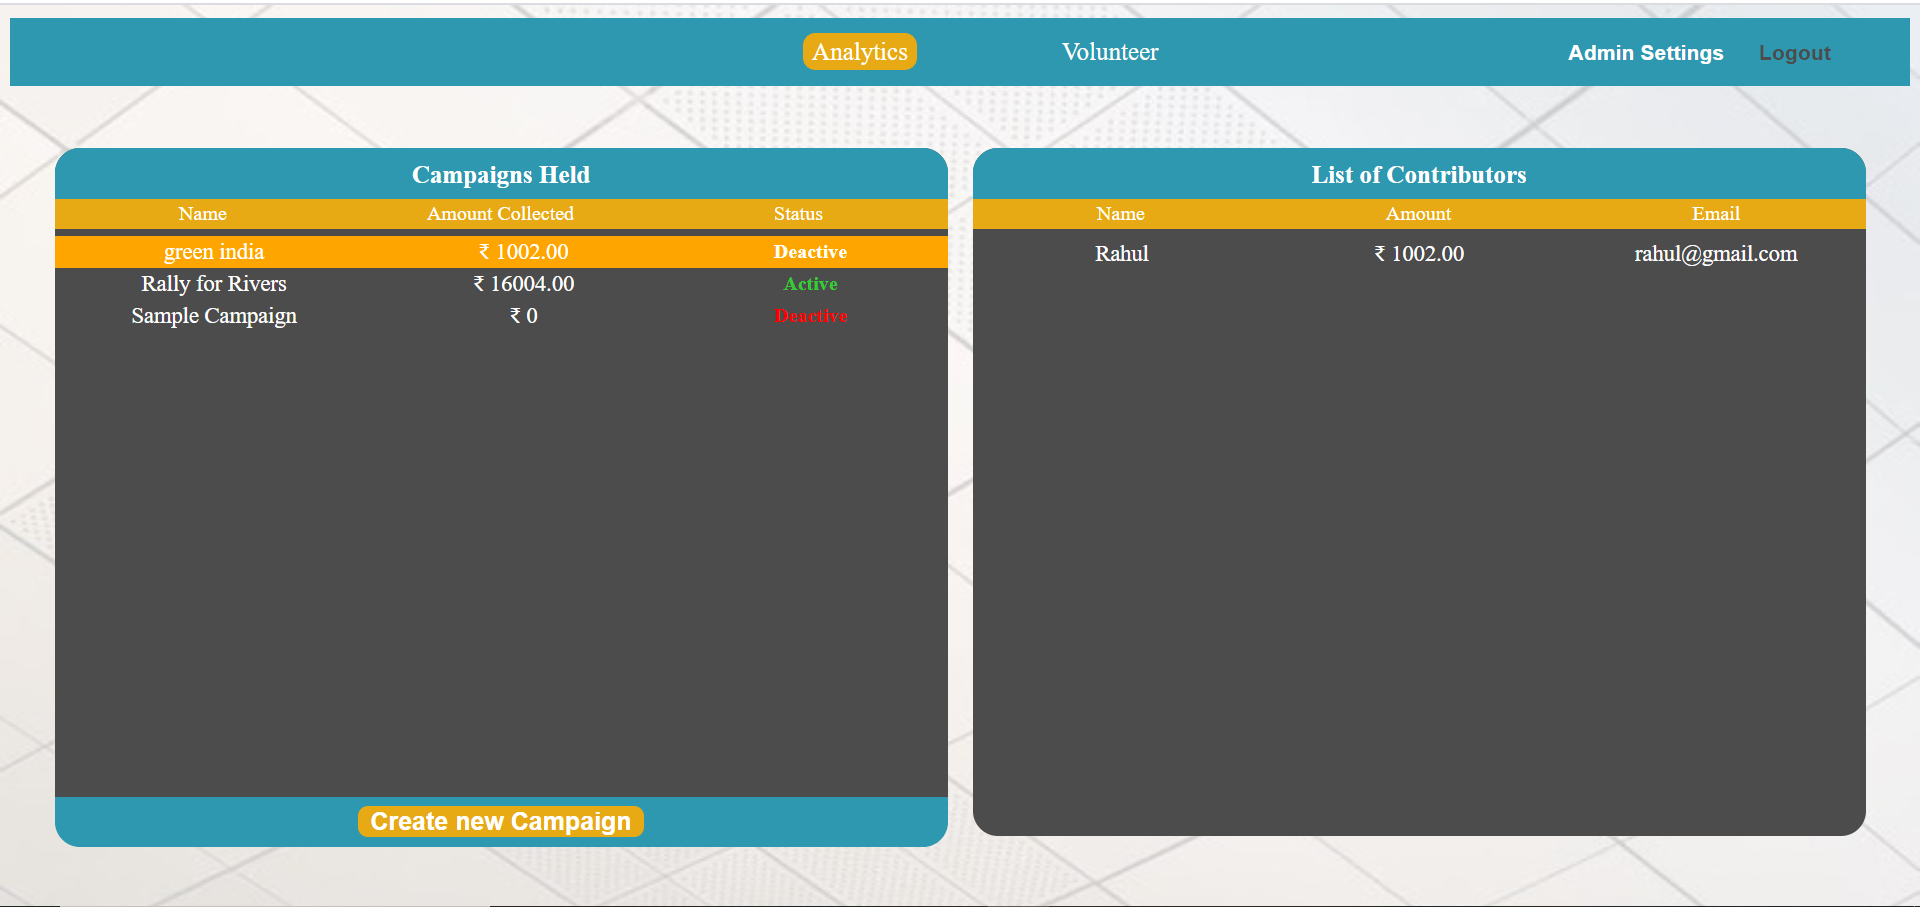 Analytics Volunteer Admin Settings Logout
Campaigns Held
Name Amount Collected Status
green india ₹ 1002.00 Deactive
Rally for Rivers ₹ 16004.00 Active
Sample Campaign ₹ 0 Deactive
Create new Campaign
List of Contributors
Name Amount Email
Rahul ₹ 1002.00 rahul@gmail.com